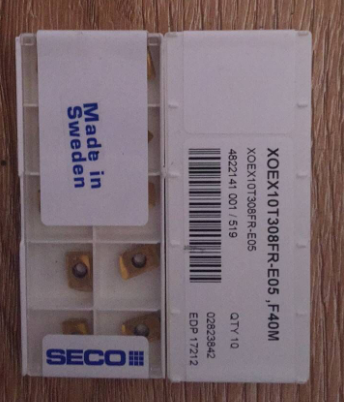 Made in
Sweden
SECO
XOEX10T308FR-E05 ,F40M
XOEX10T308FR-E05
4822141 001 / 519
QTY 10
02823842
EDP 17212